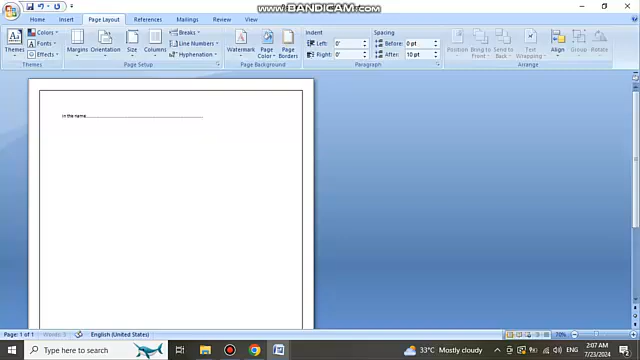 WWW.BANDICAM.COM
Home Insert Page Layout References Mailings Review View
Themes Colors Fonts Effects Themes
Margins Orientation Size Columns Breaks Line Numbers Hyphenation Page Setup
Watermark Page Color Page Borders Page Background
Indent Left: 0" Right: 0" Spacing Before: 0 pt After: 10 pt Paragraph
Position Bring to Front Send to Back Text Wrapping Align Group Rotate Arrange
In the name
Page: 1 of 1 Words: 5 English (United States) 70%
Type here to search 33°C Mostly cloudy ENG 2:07 AM 7/23/2024